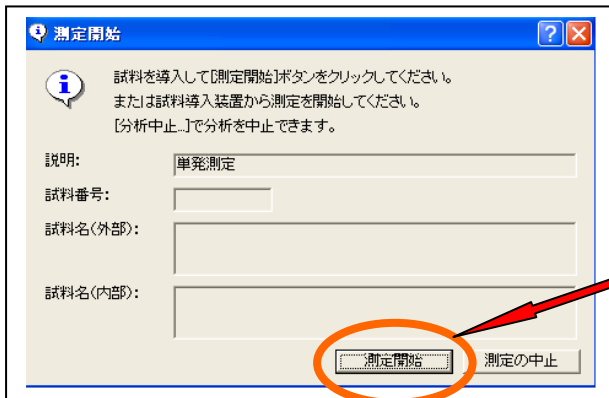 測定開始
試料を導入して[測定開始]ボタンをクリックしてください。
または試料導入装置から測定を開始してください。
[分析中止...]で分析を中止できます。
説明:
単発測定
試料番号:
試料名(外部):
試料名(内部):
測定開始
測定の中止